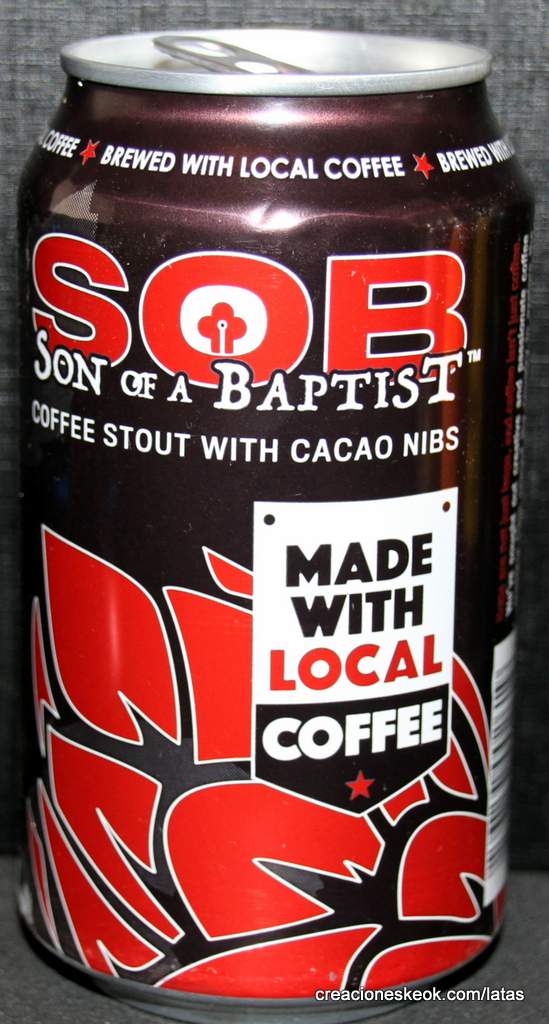 COFFEE ★ BREWED WITH LOCAL COFFEE ★ BREWED
SOB
SON OF A BAPTIST™
COFFEE STOUT WITH CACAO NIBS
MADE
WITH
LOCAL
COFFEE
creacioneskeok.com/latas